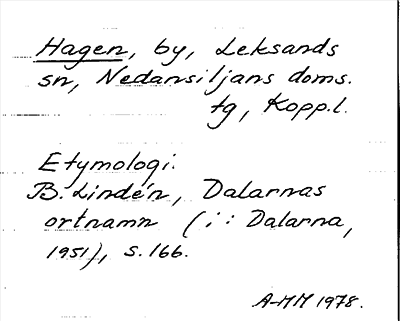 Hagen, by, Leksands
sn, Nedansiljans doms.
tg, Kopp.l.
Etymologi.
B. Lindén, Dalarnas
ortnamn (i: Dalarna,
1951), s. 166.
A-MM 1978.